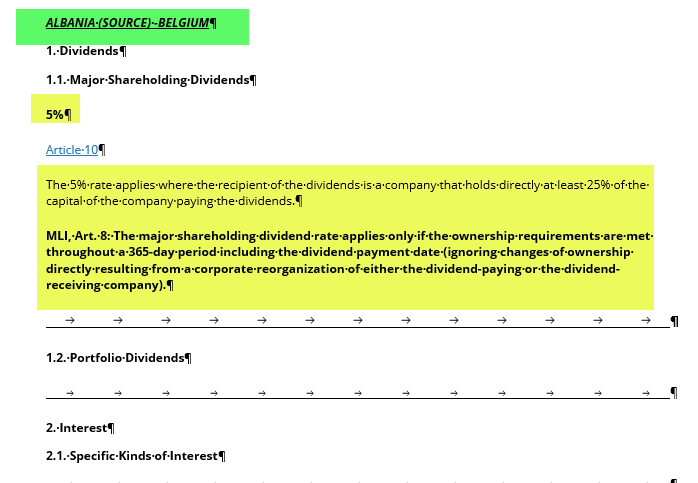 ALBANIA (SOURCE) - BELGIUM¶
1. Dividends¶
1.1. Major Shareholding Dividends¶
5%¶
Article 10¶
The 5% rate applies where the recipient of the dividends is a company that holds directly at least 25% of the
capital of the company paying the dividends.¶
MLI, Art. 8: The major shareholding dividend rate applies only if the ownership requirements are met
throughout a 365-day period including the dividend payment date (ignoring changes of ownership
directly resulting from a corporate reorganization of either the dividend-paying or the dividend-
receiving company).¶
→ → → → → → → → → → → → → ¶
1.2. Portfolio Dividends¶
→ → → → → → → → → → → → → ¶
2. Interest¶
2.1. Specific Kinds of Interest¶